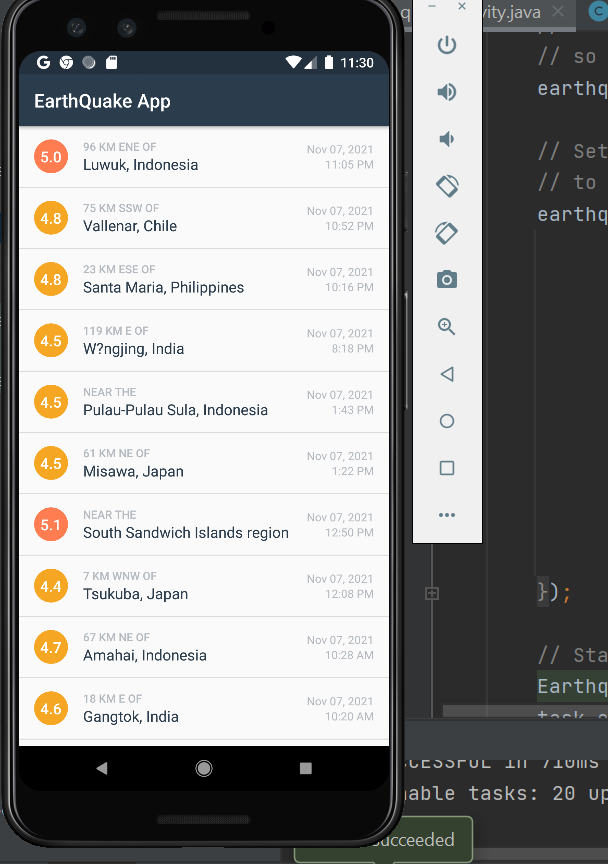 11:30
EarthQuake App
5.0
96 KM ENE OF
Luwuk, Indonesia
Nov 07, 2021
11:05 PM
4.8
75 KM SSW OF
Vallenar, Chile
Nov 07, 2021
10:52 PM
4.8
23 KM ESE OF
Santa Maria, Philippines
Nov 07, 2021
10:16 PM
4.5
119 KM E OF
W?ngjing, India
Nov 07, 2021
8:18 PM
4.5
NEAR THE
Pulau-Pulau Sula, Indonesia
Nov 07, 2021
1:43 PM
4.5
61 KM NE OF
Misawa, Japan
Nov 07, 2021
1:22 PM
5.1
NEAR THE
South Sandwich Islands region
Nov 07, 2021
12:50 PM
4.4
7 KM WNW OF
Tsukuba, Japan
Nov 07, 2021
12:08 PM
4.7
67 KM NE OF
Amahai, Indonesia
Nov 07, 2021
10:28 AM
4.6
18 KM E OF
Gangtok, India
Nov 07, 2021
10:20 AM
vity.java
// so
earthq
// Set
// to
earthq
});
// Sta
Earthq
CCESSFUL in 710ms
able tasks: 20 up
ucceeded